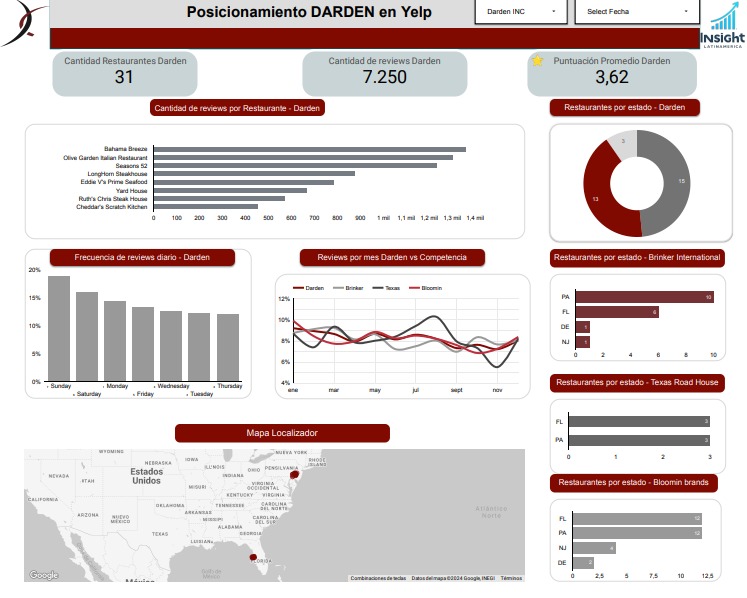 Posicionamiento DARDEN en Yelp
Darden INC
Select Fecha
Insight
LATINAMERICA
Cantidad Restaurantes Darden
31
Cantidad de reviews Darden
7.250
Puntuación Promedio Darden
3,62
Cantidad de reviews por Restaurante - Darden
Bahama Breeze
Olive Garden Italian Restaurant
Seasons 52
LongHorn Steakhouse
Eddie V's Prime Seafood
Yard House
Ruth's Chris Steak House
Cheddar's Scratch Kitchen
0 100 200 300 400 500 600 700 800 900 1 mil 1,1 mil 1,2 mil 1,3 mil 1,4 mil
Restaurantes por estado - Darden
3
15
13
Frecuencia de reviews diario - Darden
20%
15%
10%
5%
0%
Sunday Monday Wednesday Thursday
Saturday Friday Tuesday
Reviews por mes Darden vs Competencia
Darden Brinker Texas Bloomin
12%
10%
8%
6%
4%
ene mar may jul sept nov
Restaurantes por estado - Brinker International
PA 10
FL 6
DE 1
NJ 1
0 2 4 6 8 10
Restaurantes por estado - Texas Road House
FL 3
PA 3
0 1 2 3
Restaurantes por estado - Bloomin brands
FL 12
PA 12
NJ 4
DE 2
0 2,5 5 7,5 10 12,5
Mapa Localizador
WYOMING
NUEVA YORK
IOWA
NEBRASKA
RHODE
ISLAND
OHIO
PENSILVANIA
ILLINOIS
INDIANA
NEVADA
UTAH
Estados
Unidos
VIRGINIA
OCCIDENTAL
MISURI
KENTUCKY
VIRGINIA
CALIFORNIA
OKLAHOMA
TENNESSEE
CAROLINA
DEL NORTE
ARKANSAS
ARIZONA
NUEVO
MÉXICO
MISSIPPI
CAROLINA
DEL SUR
ALABAMA
GEORGIA
TEXAS
LUISIANA
Atlántico
Norte
FLORIDA
Golfo de
México
México
Google
Combinaciones de teclas
Datos del mapa ©2024 Google, INEGI
Términos